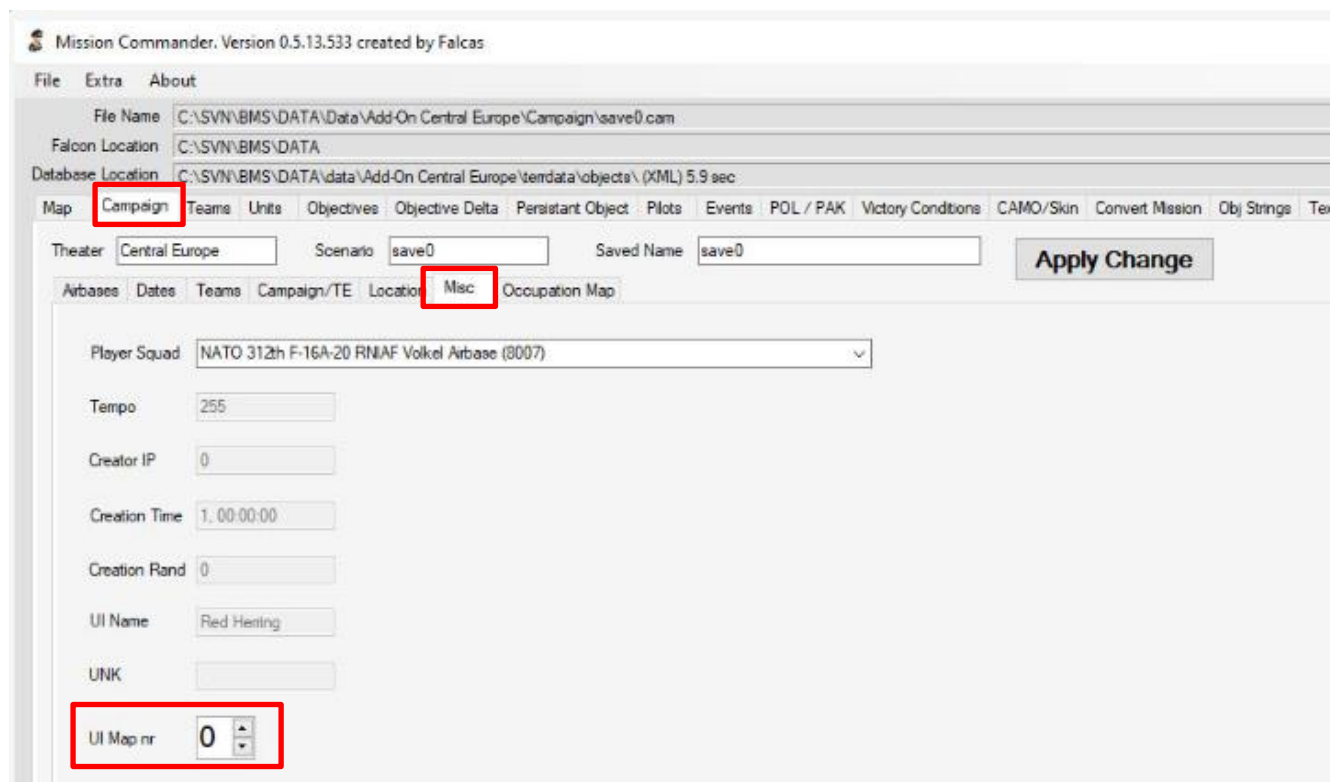 Mission Commander. Version 0.5.13.533 created by Falcas
File Extra About
File Name C:\SVN\BMS\DATA\Data\Add-On Central Europe\Campaign\save0.cam
Falcon Location C:\SVN\BMS\DATA
Database Location C:\SVN\BMS\DATA\data\Add-On Central Europe\terrdata\objects\ (XML) 5.9 sec
Map Campaign Teams Units Objectives Objective Delta Persistant Object Pilots Events POL / PAK Victory Conditions CAMO/Skin Convert Mission Obj Strings Tex
Theater Central Europe Scenario save0 Saved Name save0 Apply Change
Airbases Dates Teams Campaign/TE Location Misc Occupation Map
Player Squad NATO 312th F-16A-20 RNlAF Volkel Airbase (8007)
Tempo 255
Creator IP 0
Creation Time 1, 00:00:00
Creation Rand 0
UI Name Red Herring
UNK
UI Map nr 0